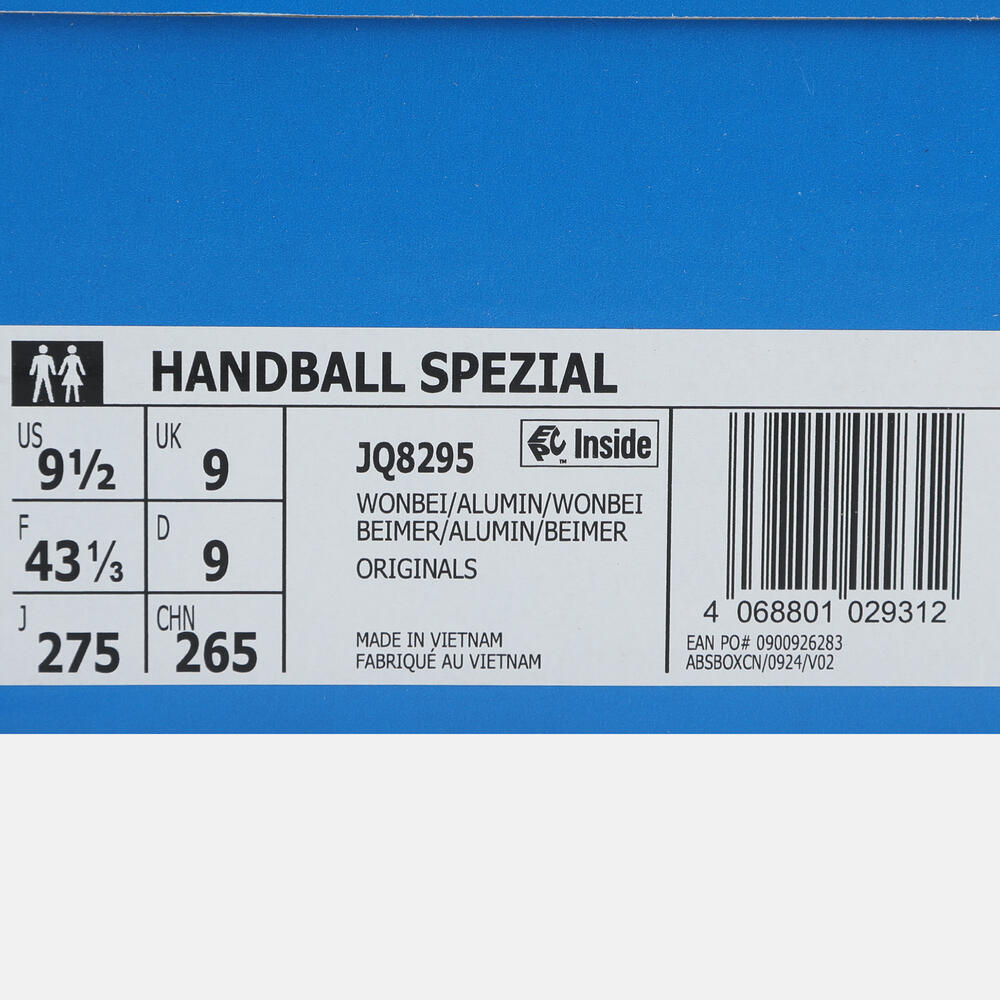 HANDBALL SPEZIAL
US 9½ UK 9
F 43⅓ D 9
J 275 CHN 265
JQ8295 EPC™ Inside
WONBEI/ALUMIN/WONBEI
BEIMER/ALUMIN/BEIMER
ORIGINALS
MADE IN VIETNAM
FABRIQUÉ AU VIETNAM
4 068801 029312
EAN PO# 0900926283
ABSBOXCN/0924/V02